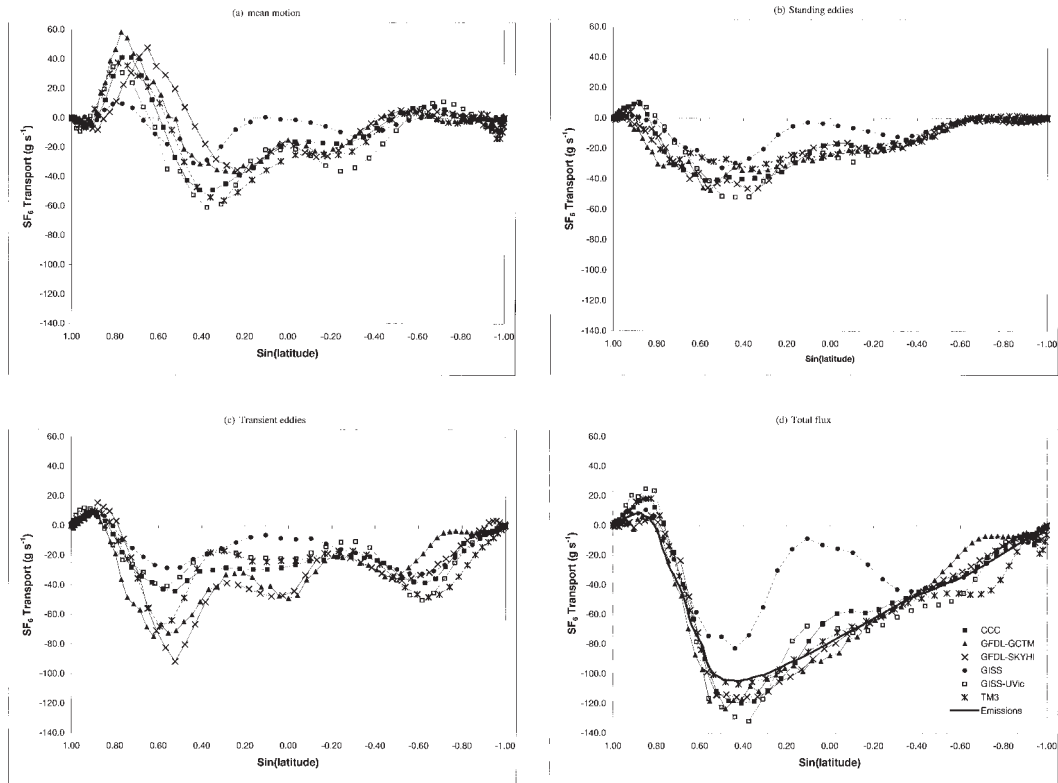 (a) mean motion
SF6 Transport (g s-1)
60.0
40.0
20.0
0.0
-20.0
-40.0
-60.0
-80.0
-100.0
-120.0
-140.0
1.00 0.80 0.60 0.40 0.20 0.00 -0.20 -0.40 -0.60 -0.80 -1.00
Sin(latitude)
(b) Standing eddies
SF6 Transport (g s-1)
60.0
40.0
20.0
0.0
-20.0
-40.0
-60.0
-80.0
-100.0
-120.0
-140.0
1.00 0.80 0.60 0.40 0.20 0.00 -0.20 -0.40 -0.60 -0.80 -1.00
Sin(latitude)
(c) Transient eddies
SF6 Transport (g s-1)
60.0
40.0
20.0
0.0
-20.0
-40.0
-60.0
-80.0
-100.0
-120.0
-140.0
1.00 0.80 0.60 0.40 0.20 0.00 -0.20 -0.40 -0.60 -0.80 -1.00
Sin(latitude)
(d) Total flux
SF6 Transport (g s-1)
60.0
40.0
20.0
0.0
-20.0
-40.0
-60.0
-80.0
-100.0
-120.0
-140.0
CCC
GFDL-GCTM
GFDL-SKYHI
GISS
GISS-UVic
TM3
Emissions
1.00 0.80 0.60 0.40 0.20 0.00 -0.20 -0.40 -0.60 -0.80 -1.00
Sin(latitude)